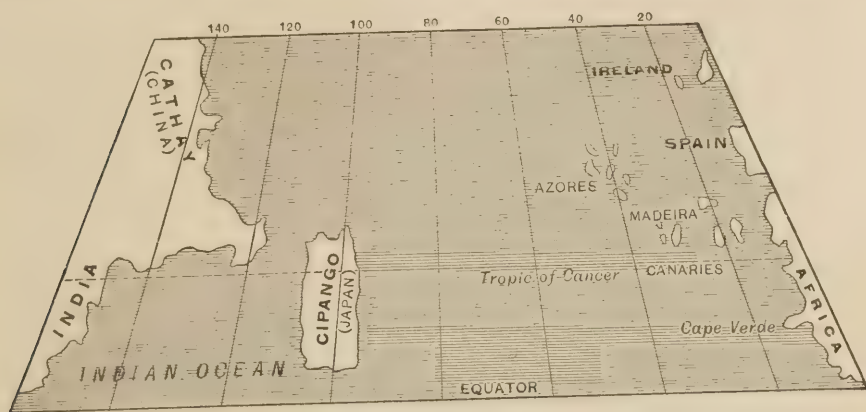 140 120 100 80 60 40 20
CATHAY
(CHINA)
IRELAND
SPAIN
AZORES
MADEIRA
INDIA
CIPANGO
(JAPAN)
Tropic of Cancer
CANARIES
AFRICA
Cape Verde
INDIAN OCEAN
EQUATOR